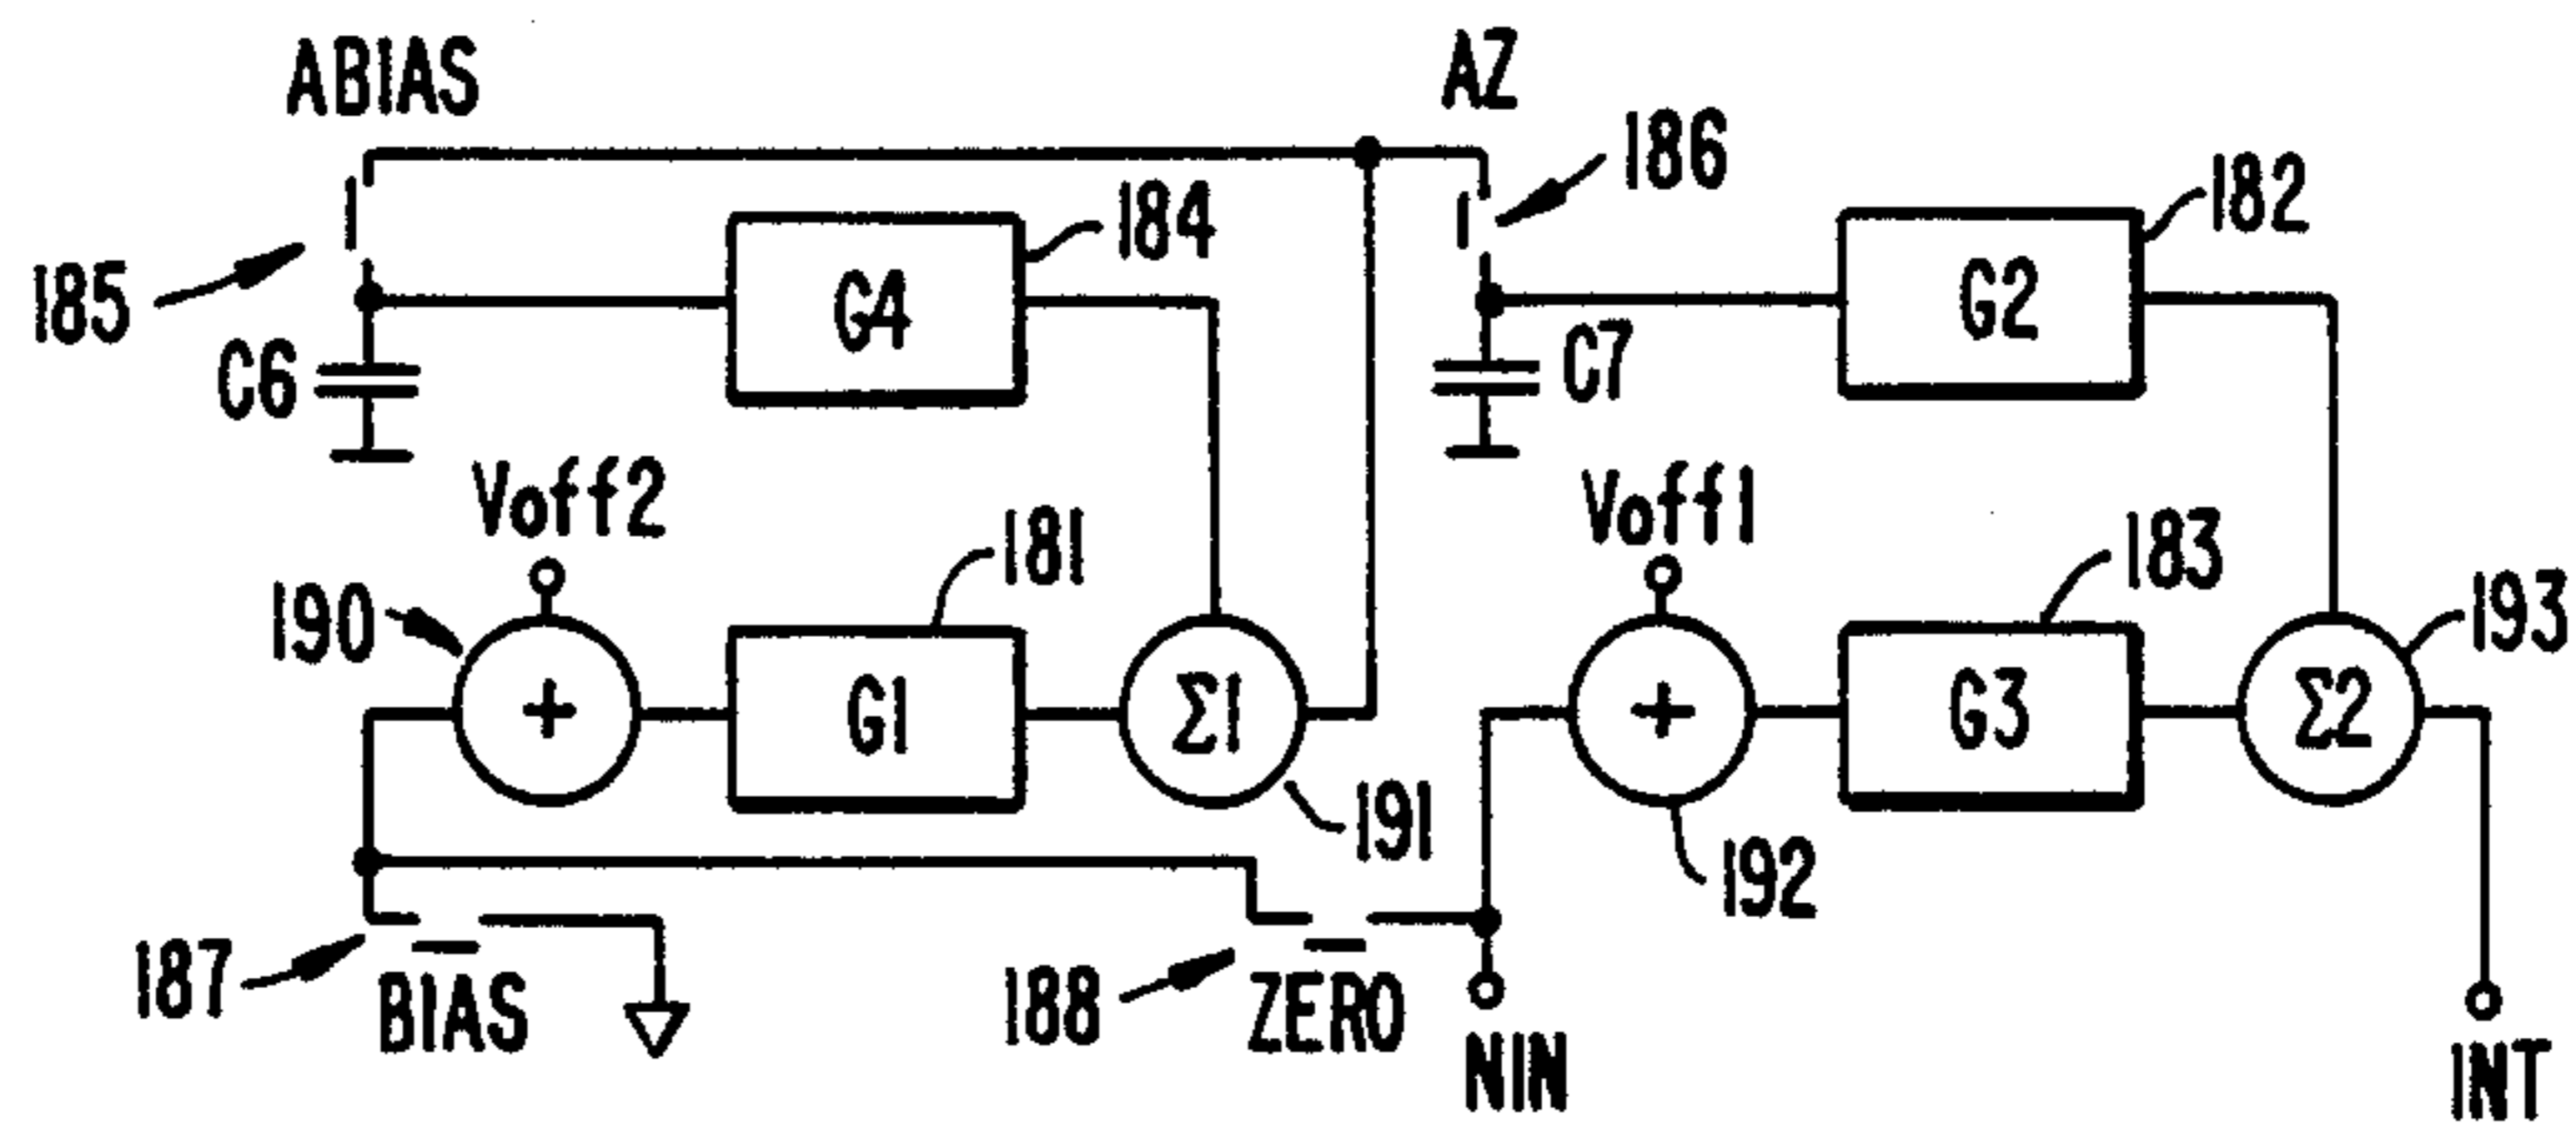 ABIAS
AZ
186
184
182
185
G4
G2
C6
C7
Voff2
Voff1
181
183
190
193
G1
Σ1
G3
Σ2
191
192
187
BIAS
188
ZERO
NIN
INT